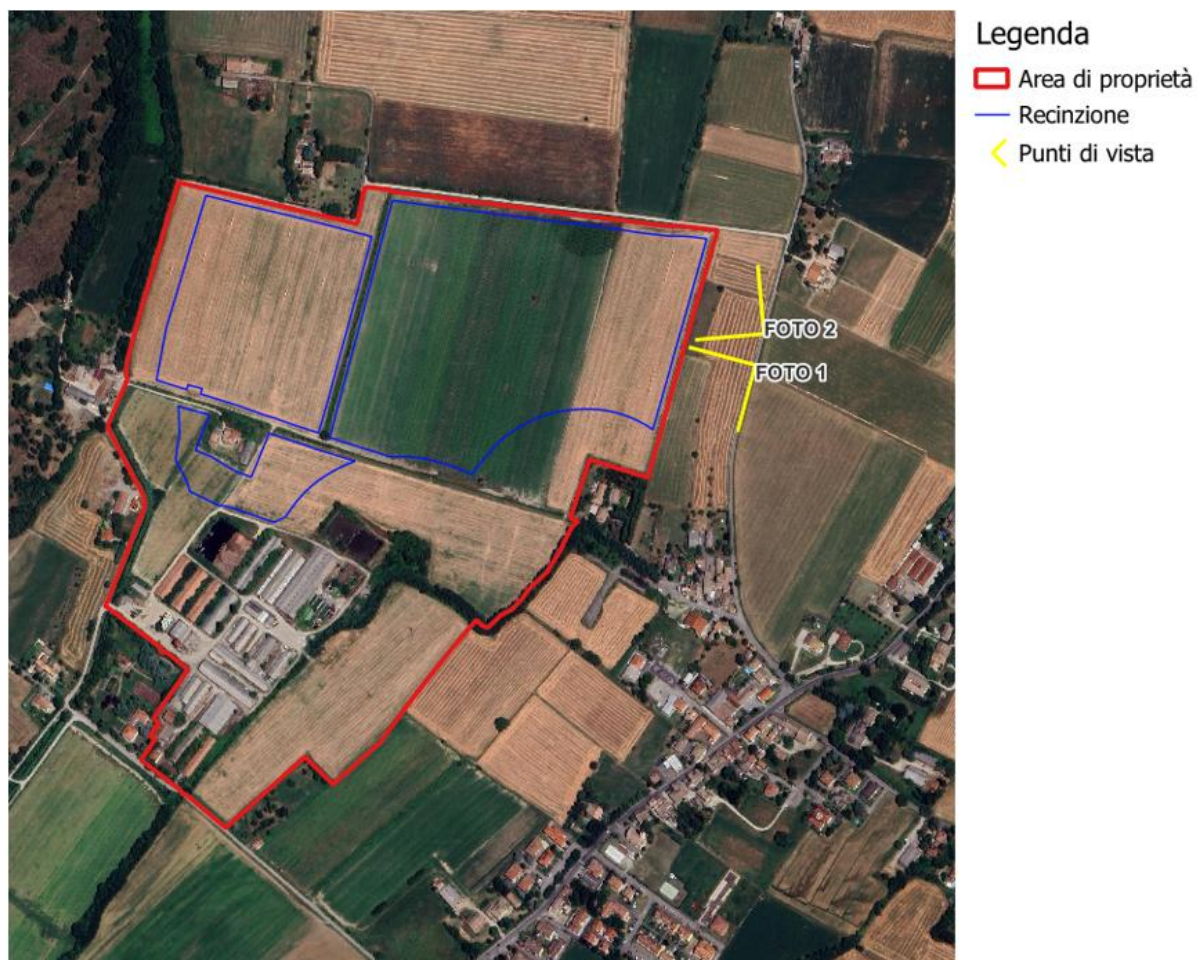 Legenda
Area di proprietà
Recinzione
Punti di vista
FOTO 2
FOTO 1